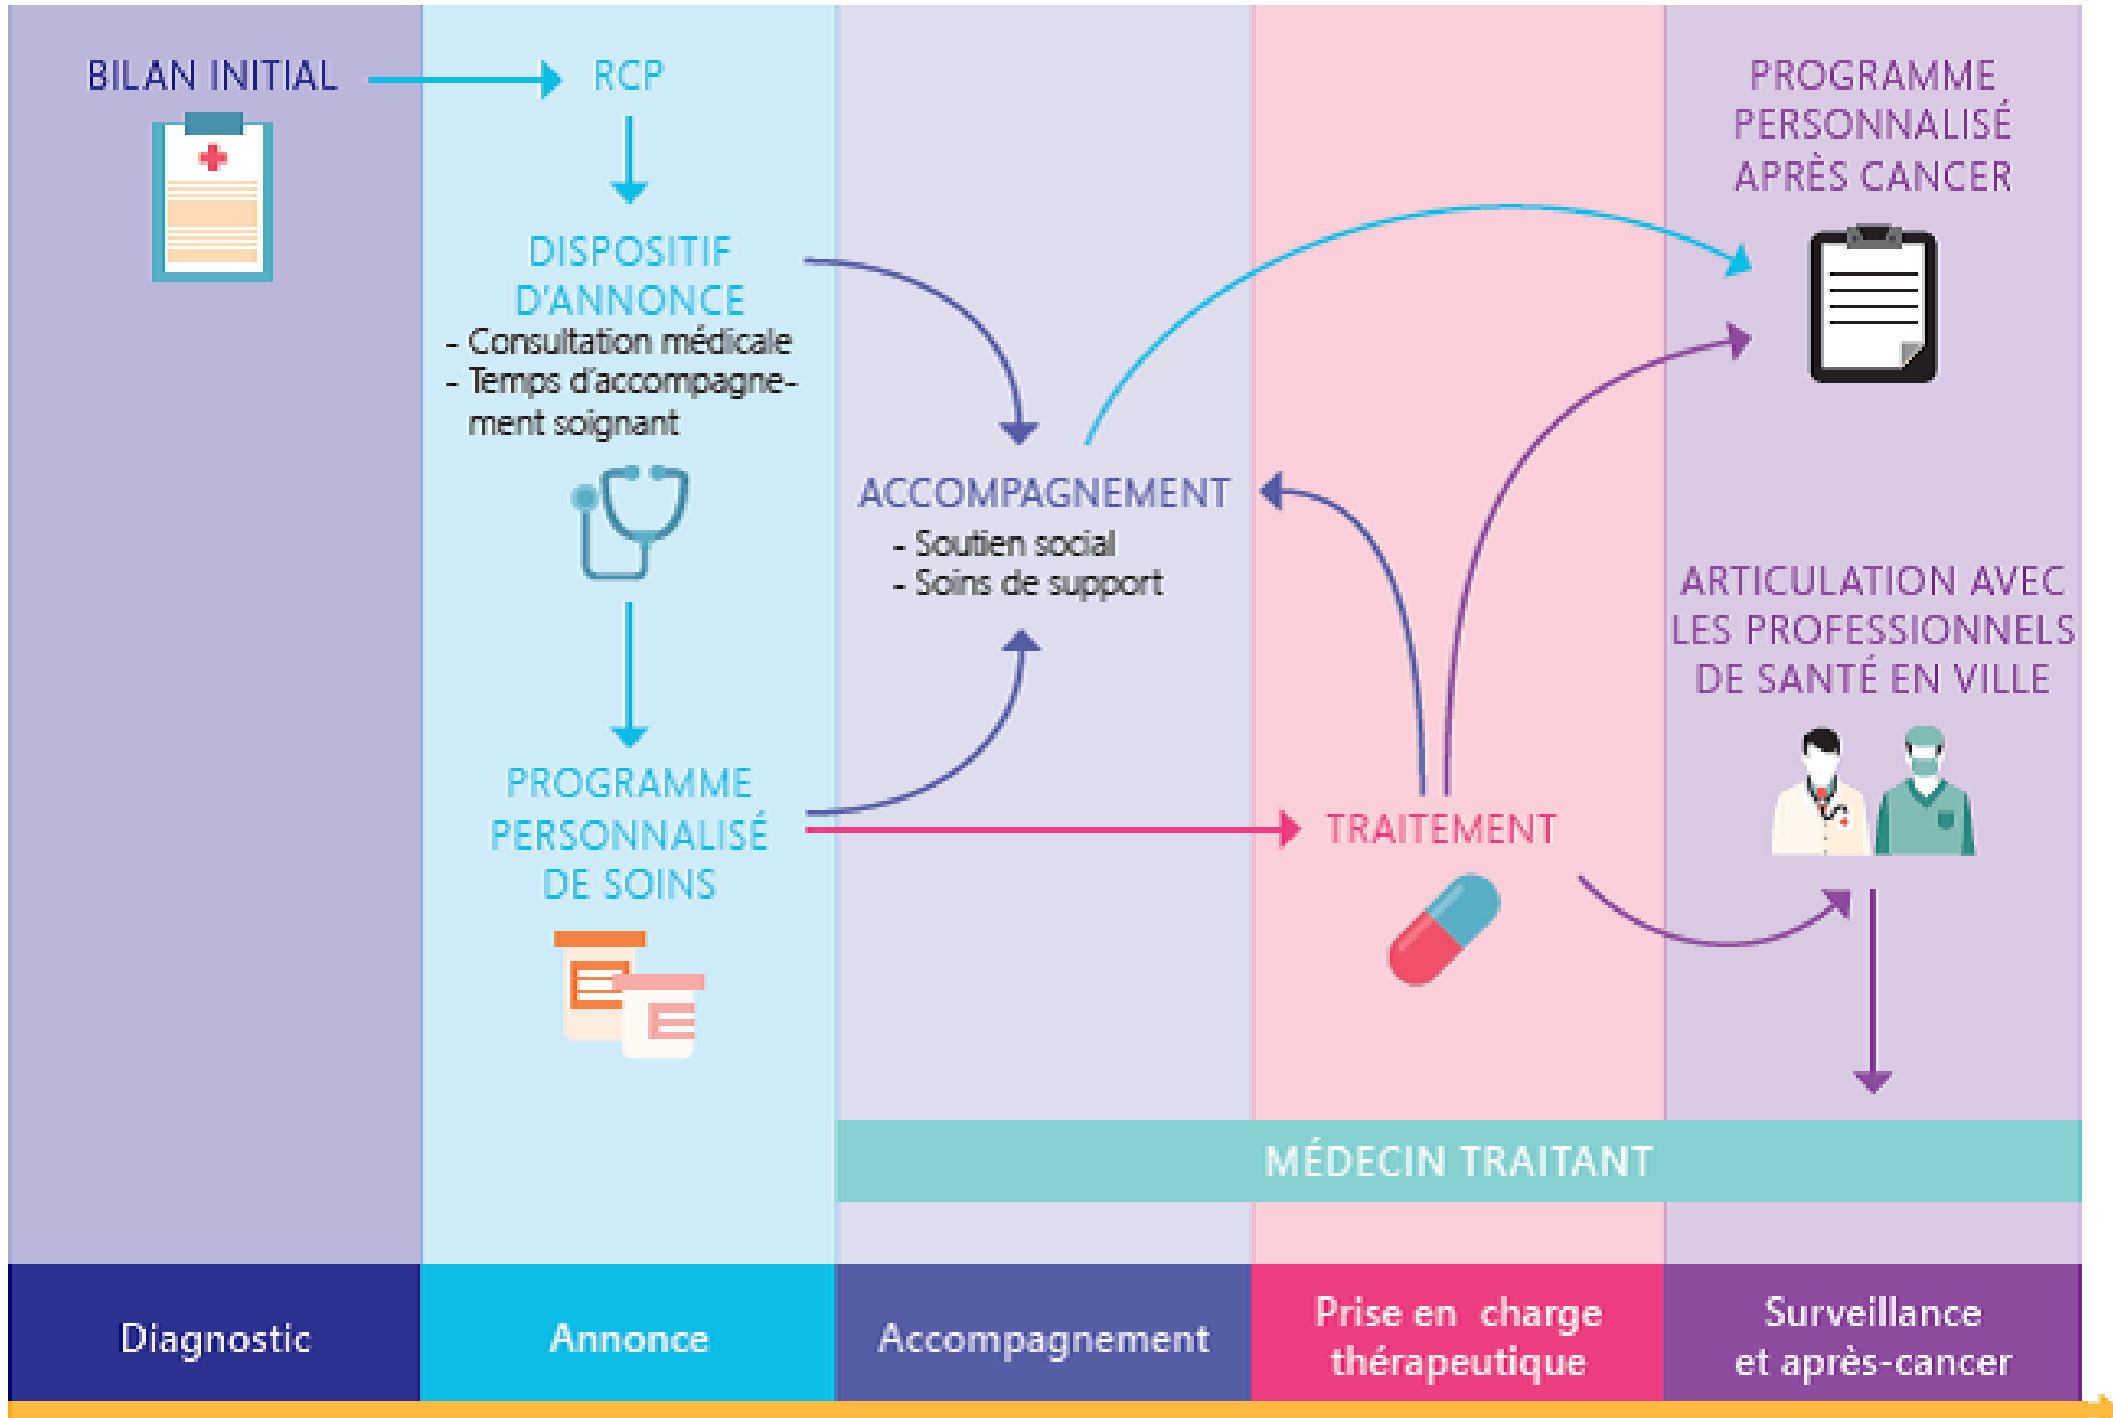 BILAN INITIAL
RCP
DISPOSITIF
D'ANNONCE
- Consultation médicale
- Temps d'accompagne-
ment soignant
PROGRAMME
PERSONNALISÉ
DE SOINS
ACCOMPAGNEMENT
- Soutien social
- Soins de support
TRAITEMENT
PROGRAMME
PERSONNALISÉ
APRÈS CANCER
ARTICULATION AVEC
LES PROFESSIONNELS
DE SANTÉ EN VILLE
MÉDECIN TRAITANT
Diagnostic
Annonce
Accompagnement
Prise en charge
thérapeutique
Surveillance
et après-cancer